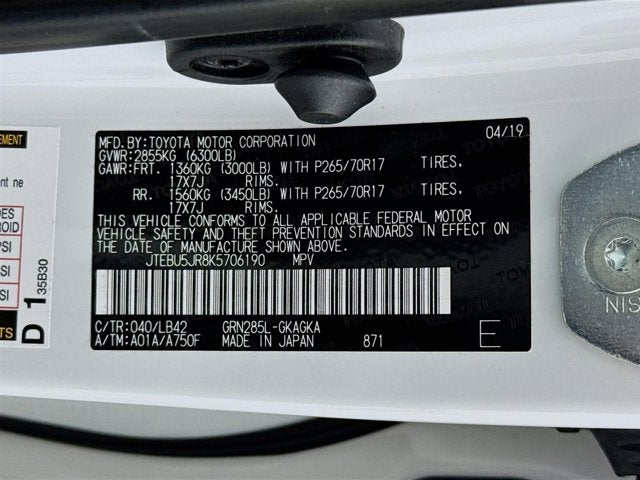 MFD.BY:TOYOTA MOTOR CORPORATION 04/19
GVWR:2855KG (6300LB)
GAWR:FRT. 1360KG (3000LB) WITH P265/70R17 TIRES.
17X7J RIMS.
RR. 1560KG (3450LB) WITH P265/70R17 TIRES.
17X7J RIMS.
THIS VEHICLE CONFORMS TO ALL APPLICABLE FEDERAL MOTOR
VEHICLE SAFETY AND THEFT PREVENTION STANDARDS IN EFFECT ON
THE DATE OF MANUFACTURE SHOWN ABOVE.
JTEBU5JR8K5706190 MPV
C/TR:040/LB42 GRN285L-GKAGKA
A/TM:A01A/A750F MADE IN JAPAN 871 E
D1 35B30
NIS